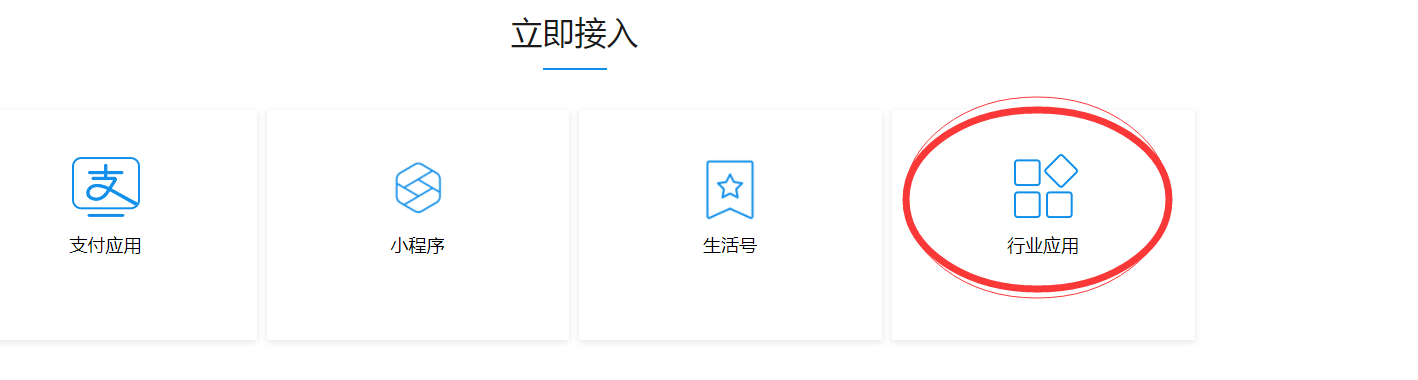 立即接入
支付应用
小程序
生活号
行业应用